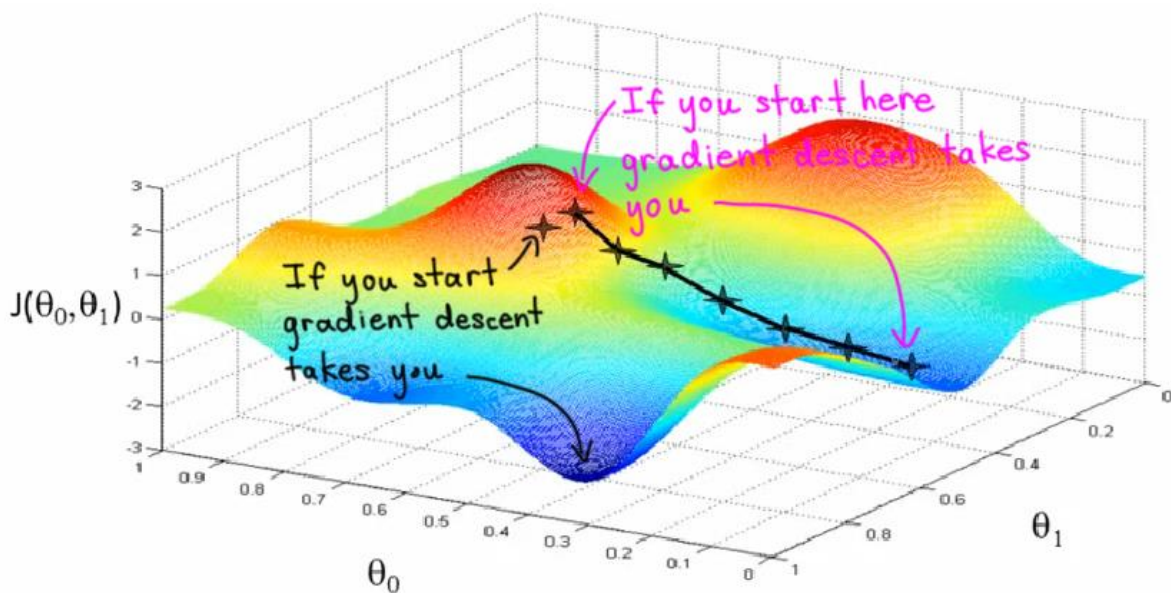 If you start here
gradient descent takes
you
If you start
gradient descent
takes you
J(θ₀,θ₁)
3
2
1
0
-1
-2
-3
1
0.9
0.8
0.7
0.6
0.5
0.4
0.3
0.2
0.1
0
θ₀
1
0.8
0.6
0.4
0.2
0
θ₁